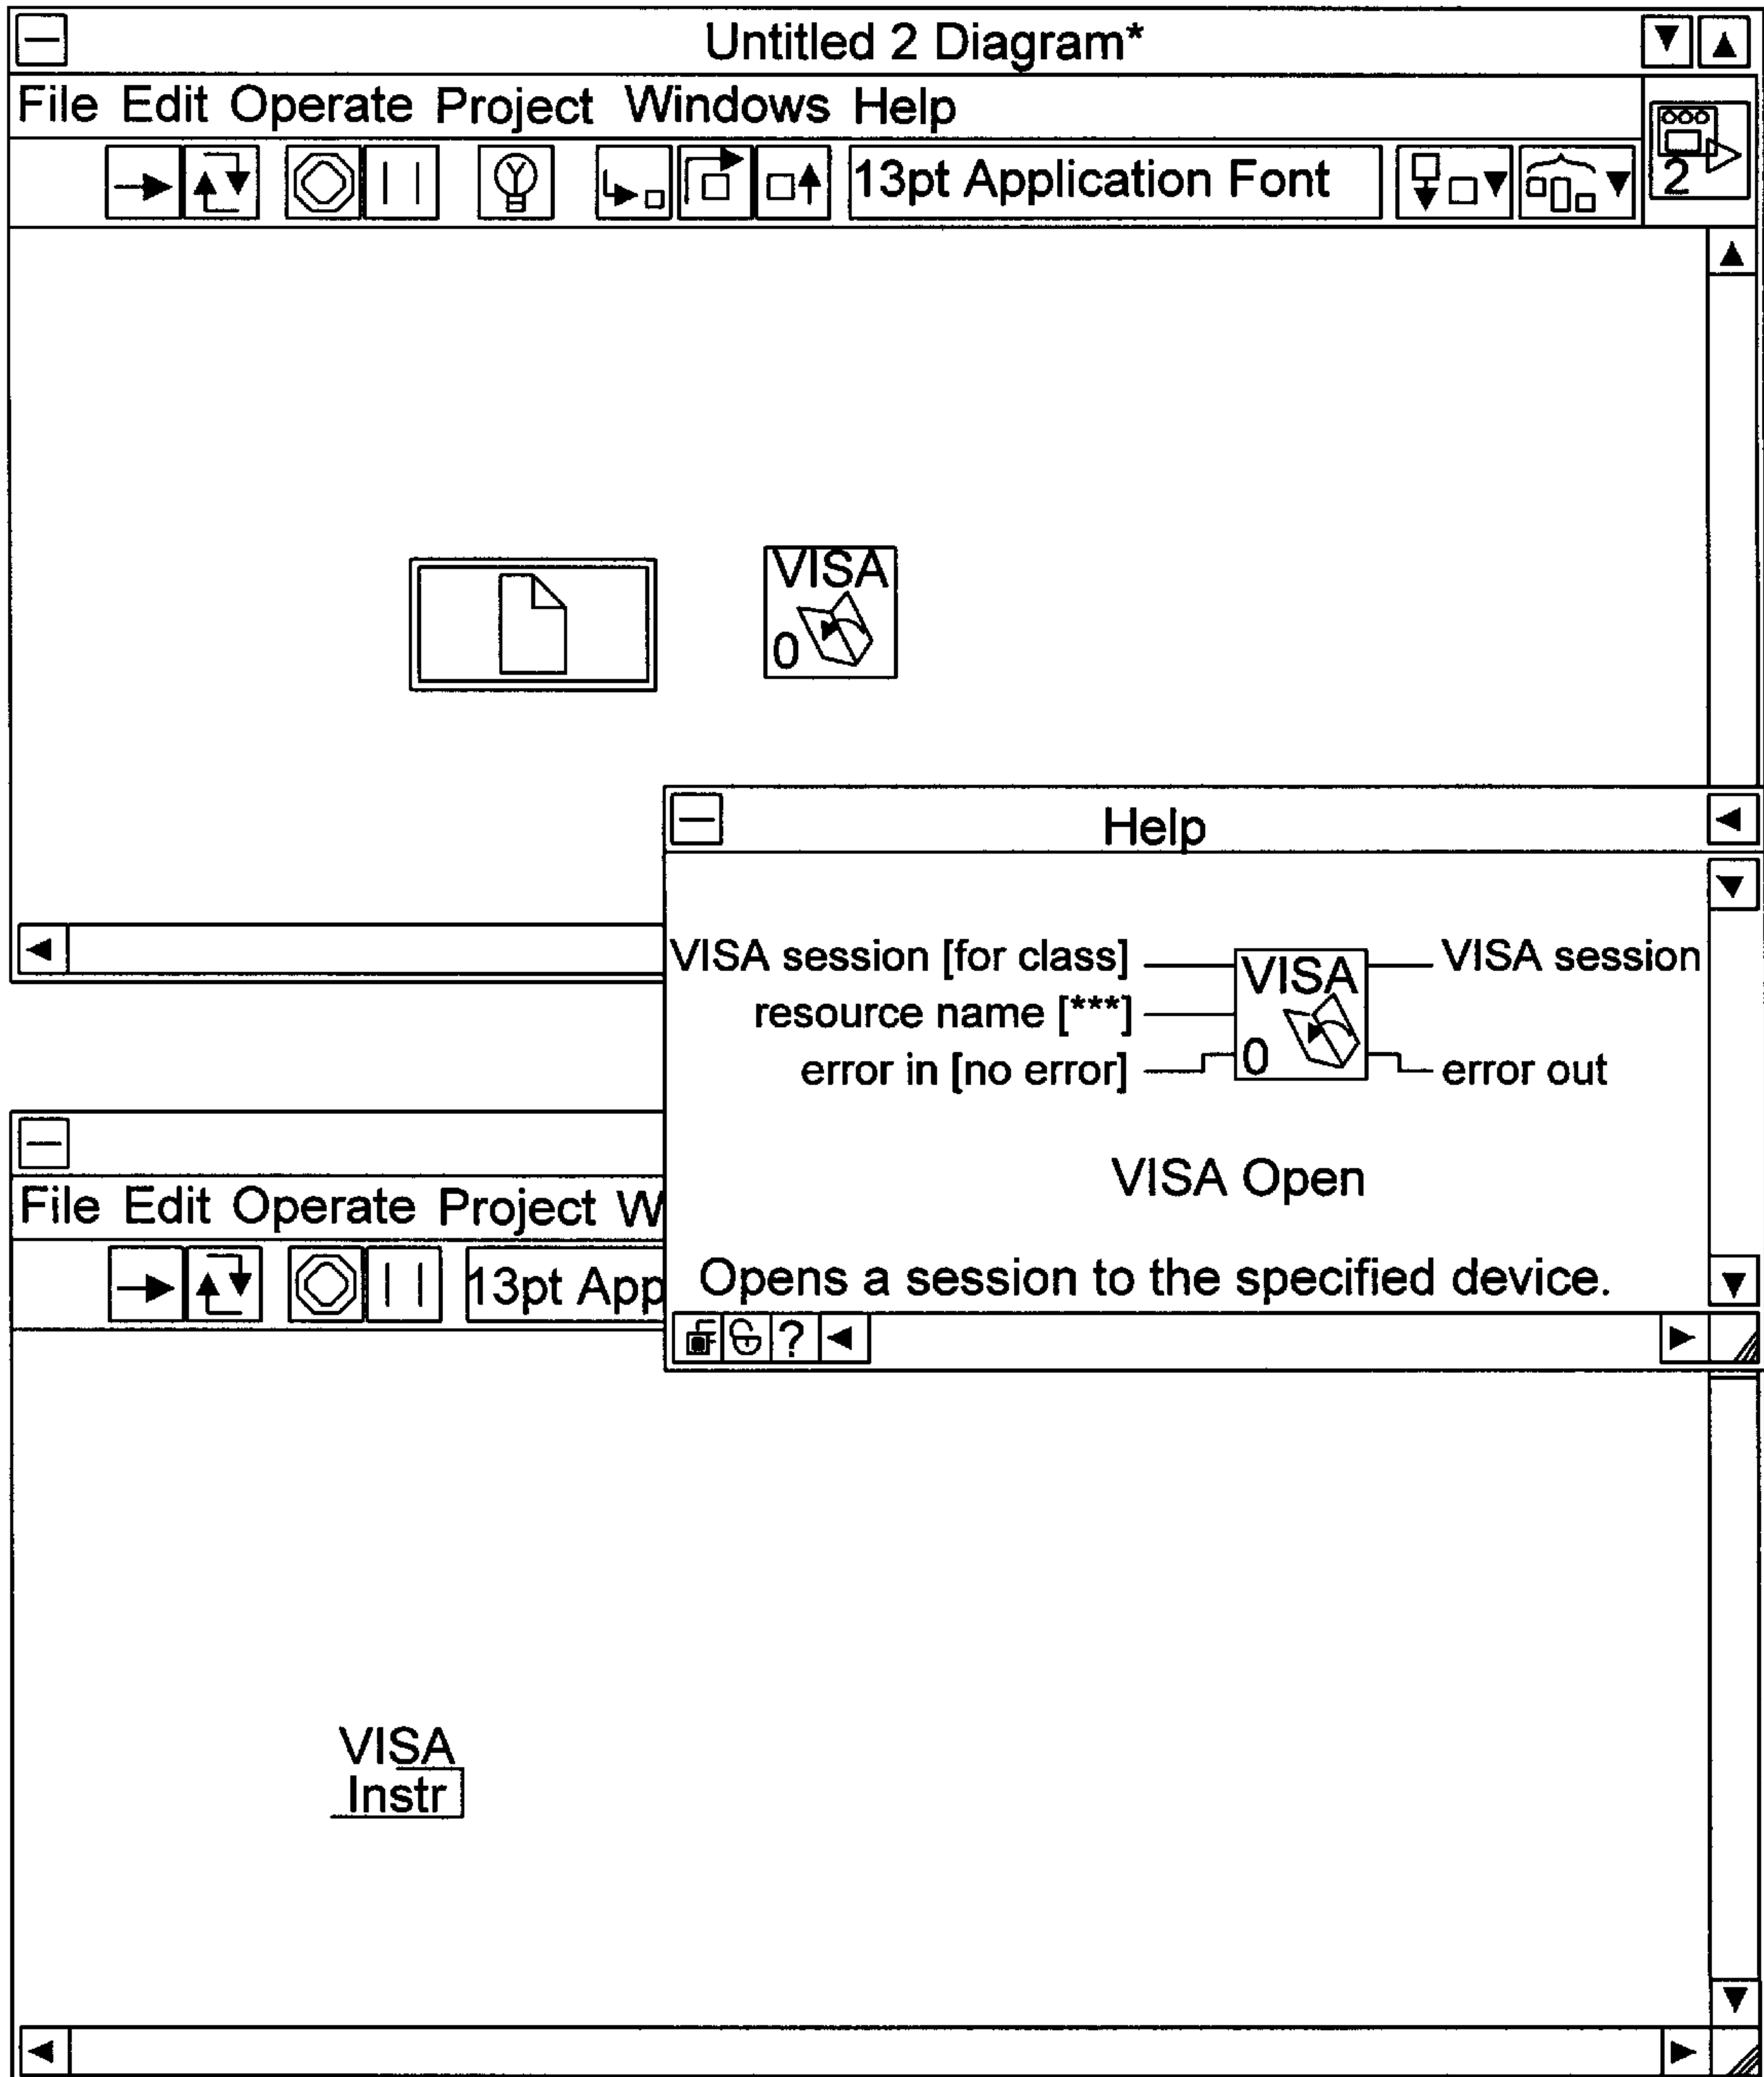 Untitled 2 Diagram*
File Edit Operate Project Windows Help
13pt Application Font
2
VISA
0
Help
VISA session [for class]
VISA
VISA session
resource name [***]
error in [no error]
0
error out
VISA Open
Opens a session to the specified device.
?
File Edit Operate Project W
13pt App
VISA
Instr